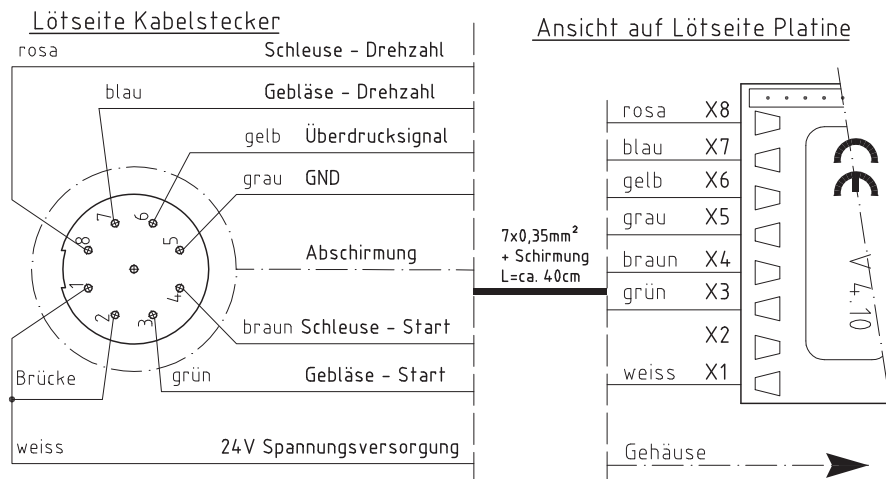 Lötseite Kabelstecker
Ansicht auf Lötseite Platine
rosa Schleuse - Drehzahl
blau Gebläse - Drehzahl
gelb Überdrucksignal
grau GND
Abschirmung
braun Schleuse - Start
grün Gebläse - Start
Brücke
weiss 24V Spannungsversorgung
7
6
8
5
1
4
2
3
7x0,35mm²
+ Schirmung
L=ca. 40cm
rosa X8
blau X7
gelb X6
grau X5
braun X4
grün X3
X2
weiss X1
Gehäuse
CE
V 4.10